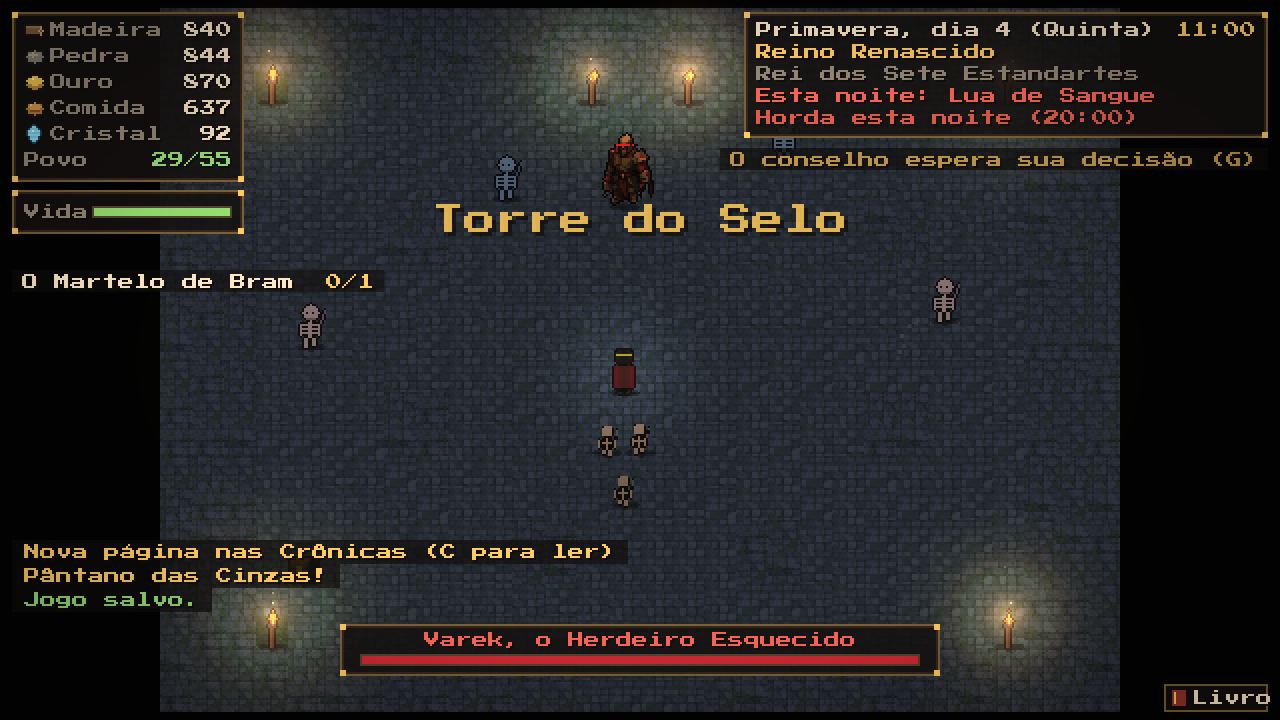 Madeira 840
Pedra 844
Ouro 870
Comida 637
Cristal 92
Povo 29/55
Vida
Primavera, dia 4 (Quinta) 11:00
Reino Renascido
Rei dos Sete Estandartes
Esta noite: Lua de Sangue
Horda esta noite (20:00)
O conselho espera sua decisão (G)
Torre do Selo
O Martelo de Bram 0/1
Nova página nas Crônicas (C para ler)
Pântano das Cinzas!
Jogo salvo.
Varek, o Herdeiro Esquecido
Livro